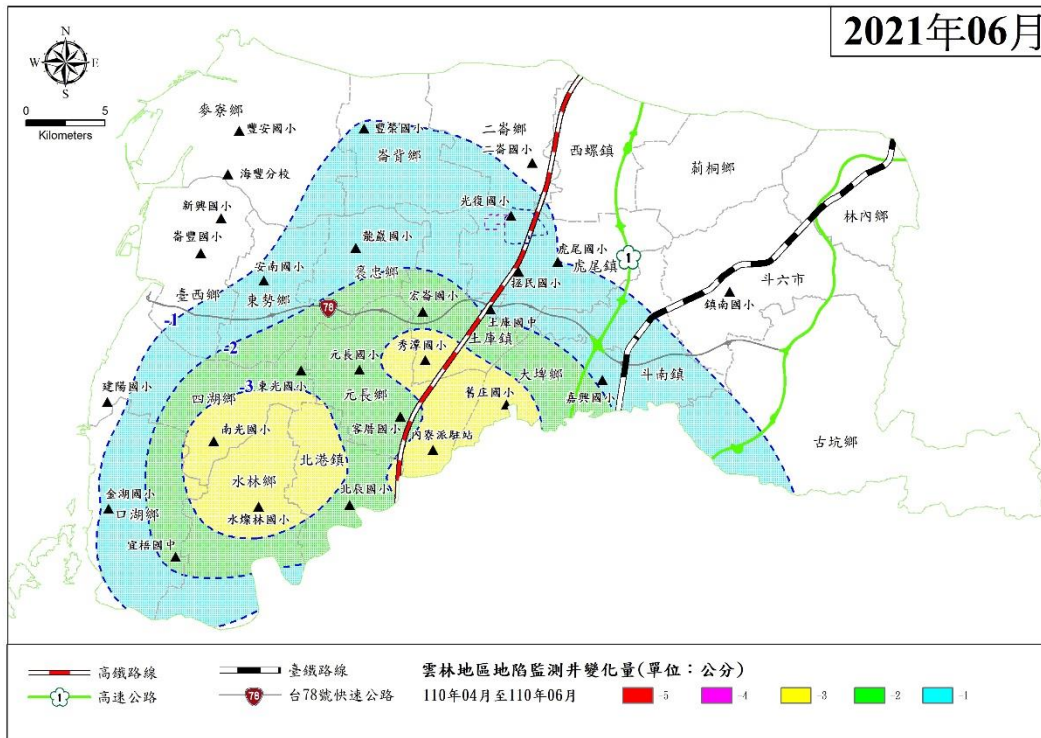 2021年06月
N
W
E
S
0
5
Kilometers
麥寮鄉
豐安國小
豐榮國小
二崙鄉
二崙國小
崙背鄉
西螺鎮
莿桐鄉
海豐分校
新興國小
光復國小
林內鄉
崙豐國小
龍巖國小
虎尾國小
虎尾鎮
1
安南國小
褒忠鄉
拯民國小
斗六市
臺西鄉
東勢鄉
鎮南國小
78
宏崙國小
土庫國中
-1
土庫鎮
-2
秀潭國小
元長國小
大埤鄉
斗南鎮
-3
東光國小
建陽國小
四湖鄉
元長鄉
舊庄國小
嘉興國小
客厝國小
南光國小
內寮派駐站
古坑鄉
北港鎮
水林鄉
金湖國小
北辰國小
口湖鄉
水燦林國小
宜梧國中
高鐵路線
臺鐵路線
雲林地區地陷監測井變化量(單位：公分)
1
高速公路
78
台78號快速公路
110年04月至110年06月
-5
-4
-3
-2
-1